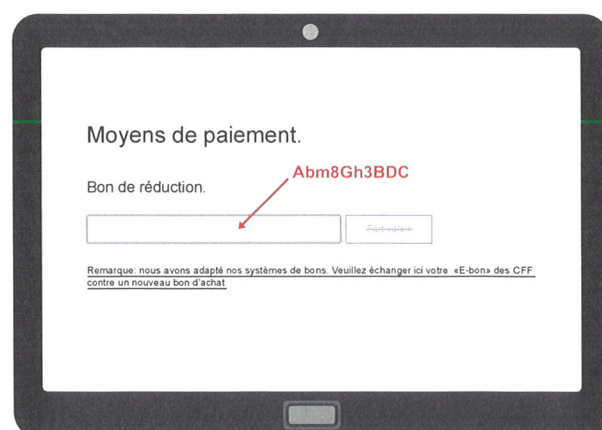 Moyens de paiement.
Abm8Gh3BDC
Bon de réduction.
Remarque: nous avons adapté nos systèmes de bons. Veuillez échanger ici votre «E-bon» des CFF
contre un nouveau bon d'achat